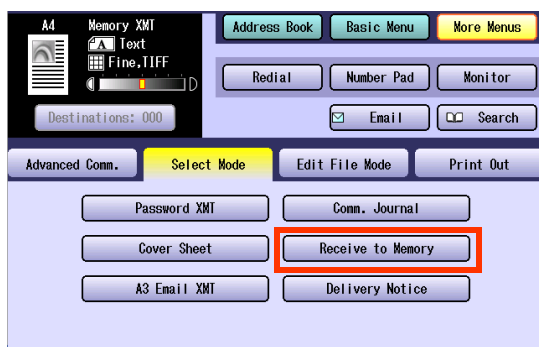 A4 Memory XMT
A Text
Fine,TIFF
D
Destinations: 000
Address Book Basic Menu More Menus
Redial Number Pad Monitor
Email Search
Advanced Comm. Select Mode Edit File Mode Print Out
Password XMT Comm. Journal
Cover Sheet Receive to Memory
A3 Email XMT Delivery Notice